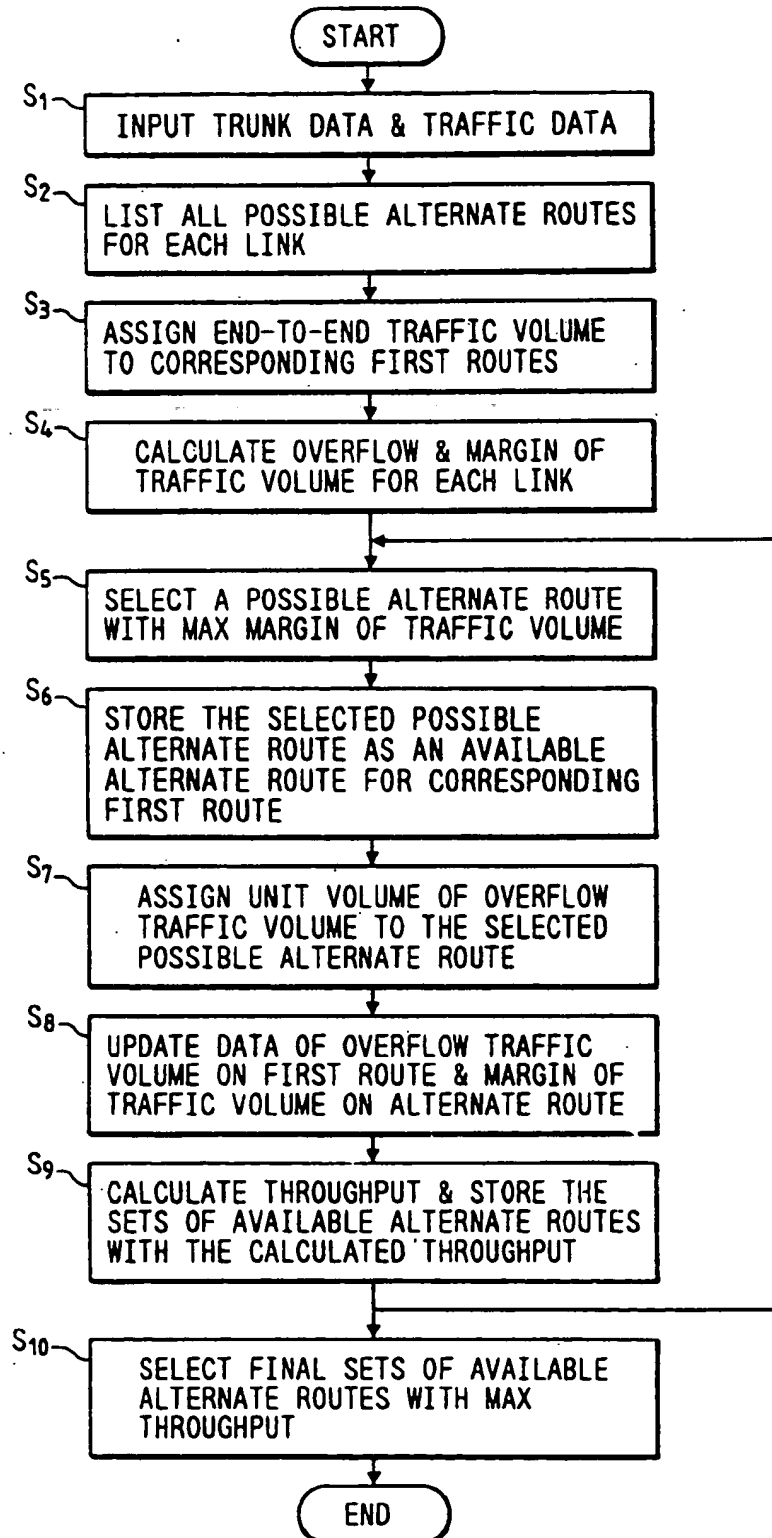 START
S1
INPUT TRUNK DATA & TRAFFIC DATA
S2
LIST ALL POSSIBLE ALTERNATE ROUTES
FOR EACH LINK
S3
ASSIGN END-TO-END TRAFFIC VOLUME
TO CORRESPONDING FIRST ROUTES
S4
CALCULATE OVERFLOW & MARGIN OF
TRAFFIC VOLUME FOR EACH LINK
S5
SELECT A POSSIBLE ALTERNATE ROUTE
WITH MAX MARGIN OF TRAFFIC VOLUME
S6
STORE THE SELECTED POSSIBLE
ALTERNATE ROUTE AS AN AVAILABLE
ALTERNATE ROUTE FOR CORRESPONDING
FIRST ROUTE
S7
ASSIGN UNIT VOLUME OF OVERFLOW
TRAFFIC VOLUME TO THE SELECTED
POSSIBLE ALTERNATE ROUTE
S8
UPDATE DATA OF OVERFLOW TRAFFIC
VOLUME ON FIRST ROUTE & MARGIN OF
TRAFFIC VOLUME ON ALTERNATE ROUTE
S9
CALCULATE THROUGHPUT & STORE THE
SETS OF AVAILABLE ALTERNATE ROUTES
WITH THE CALCULATED THROUGHPUT
S10
SELECT FINAL SETS OF AVAILABLE
ALTERNATE ROUTES WITH MAX
THROUGHPUT
END